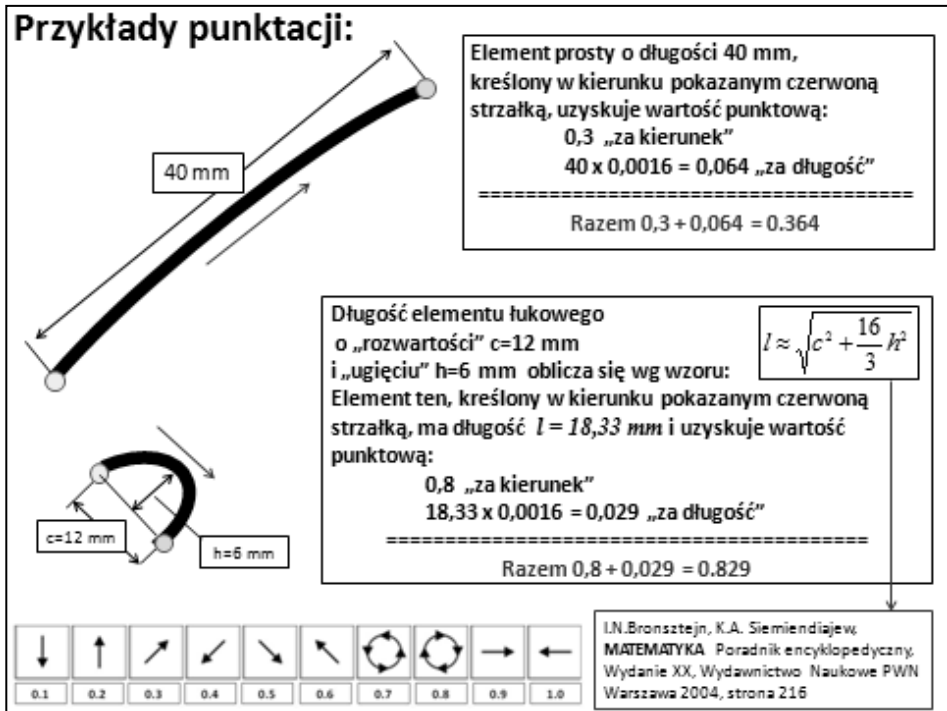 Przykłady punktacji:
40 mm
Element prosty o długości 40 mm,
kreślony w kierunku pokazanym czerwoną
strzałką, uzyskuje wartość punktową:
0,3 „za kierunek”
40 x 0,0016 = 0,064 „za długość”
========================================
Razem 0,3 + 0,064 = 0.364
Długość elementu łukowego
o „rozwartości” c=12 mm
i „ugięciu” h=6 mm oblicza się wg wzoru:
l ≈ √(c² + 16/3 h²)
Element ten, kreślony w kierunku pokazanym czerwoną
strzałką, ma długość l = 18,33 mm i uzyskuje wartość
punktową:
0,8 „za kierunek”
18,33 x 0,0016 = 0,029 „za długość”
============================================
Razem 0,8 + 0,029 = 0.829
c=12 mm
h=6 mm
0.1 0.2 0.3 0.4 0.5 0.6 0.7 0.8 0.9 1.0
I.N.Bronsztejn, K.A. Siemiendiajew,
MATEMATYKA Poradnik encyklopedyczny,
Wydanie XX, Wydawnictwo Naukowe PWN
Warszawa 2004, strona 216